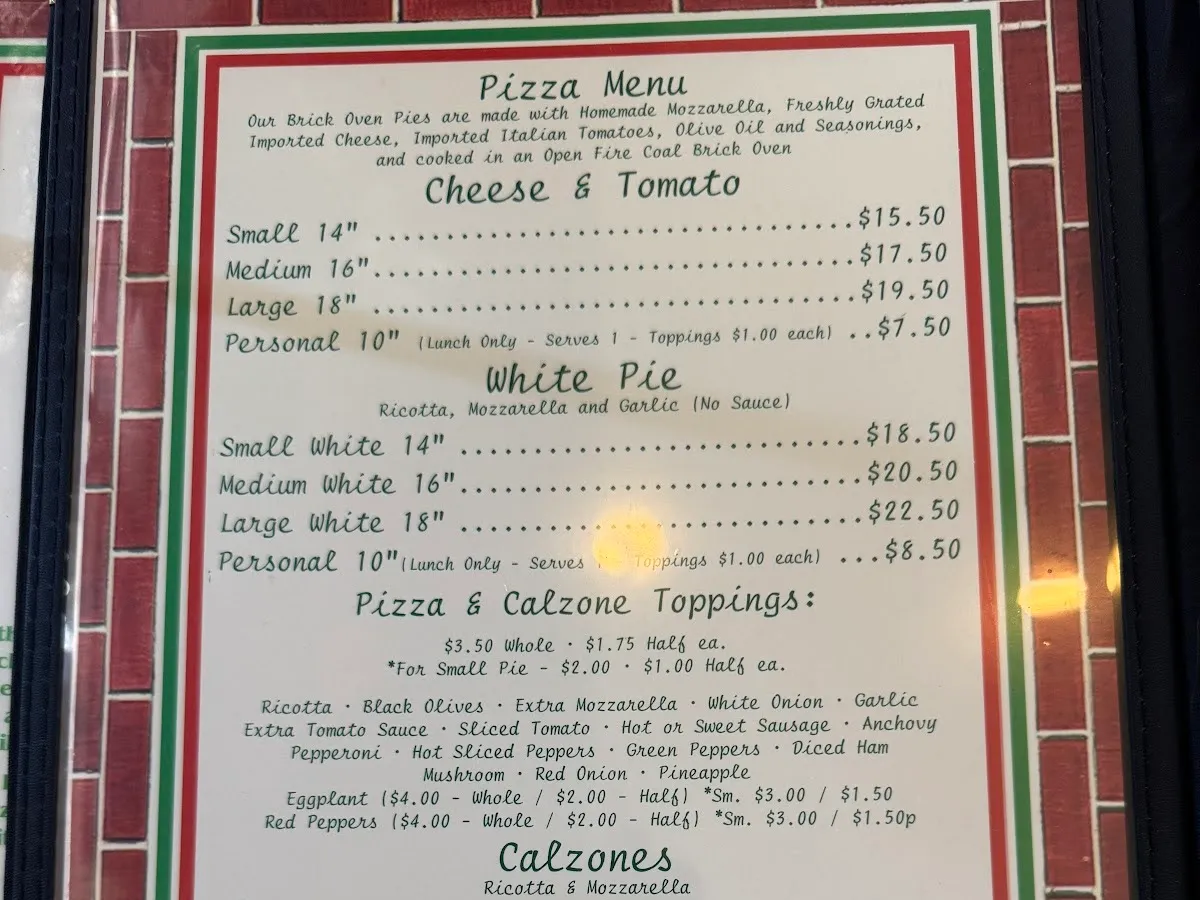 Pizza Menu
Our Brick Oven Pies are made with Homemade Mozzarella, Freshly Grated
Imported Cheese, Imported Italian Tomatoes, Olive Oil and Seasonings,
and cooked in an Open Fire Coal Brick Oven
Cheese & Tomato
Small 14" ................................. $15.50
Medium 16" ................................. $17.50
Large 18" ................................. $19.50
Personal 10" (Lunch Only - Serves 1 - Toppings $1.00 each) ..$7.50
White Pie
Ricotta, Mozzarella and Garlic (No Sauce)
Small White 14" ............................ $18.50
Medium White 16" ............................ $20.50
Large White 18" ............................ $22.50
Personal 10" (Lunch Only - Serves - Toppings $1.00 each) ...$8.50
Pizza & Calzone Toppings:
$3.50 Whole · $1.75 Half ea.
*For Small Pie - $2.00 · $1.00 Half ea.
Ricotta · Black Olives · Extra Mozzarella · White Onion · Garlic
Extra Tomato Sauce · Sliced Tomato · Hot or Sweet Sausage · Anchovy
Pepperoni · Hot Sliced Peppers · Green Peppers · Diced Ham
Mushroom · Red Onion · Pineapple
Eggplant ($4.00 - Whole / $2.00 - Half) *Sm. $3.00 / $1.50
Red Peppers ($4.00 - Whole / $2.00 - Half) *Sm. $3.00 / $1.50p
Calzones
Ricotta & Mozzarella